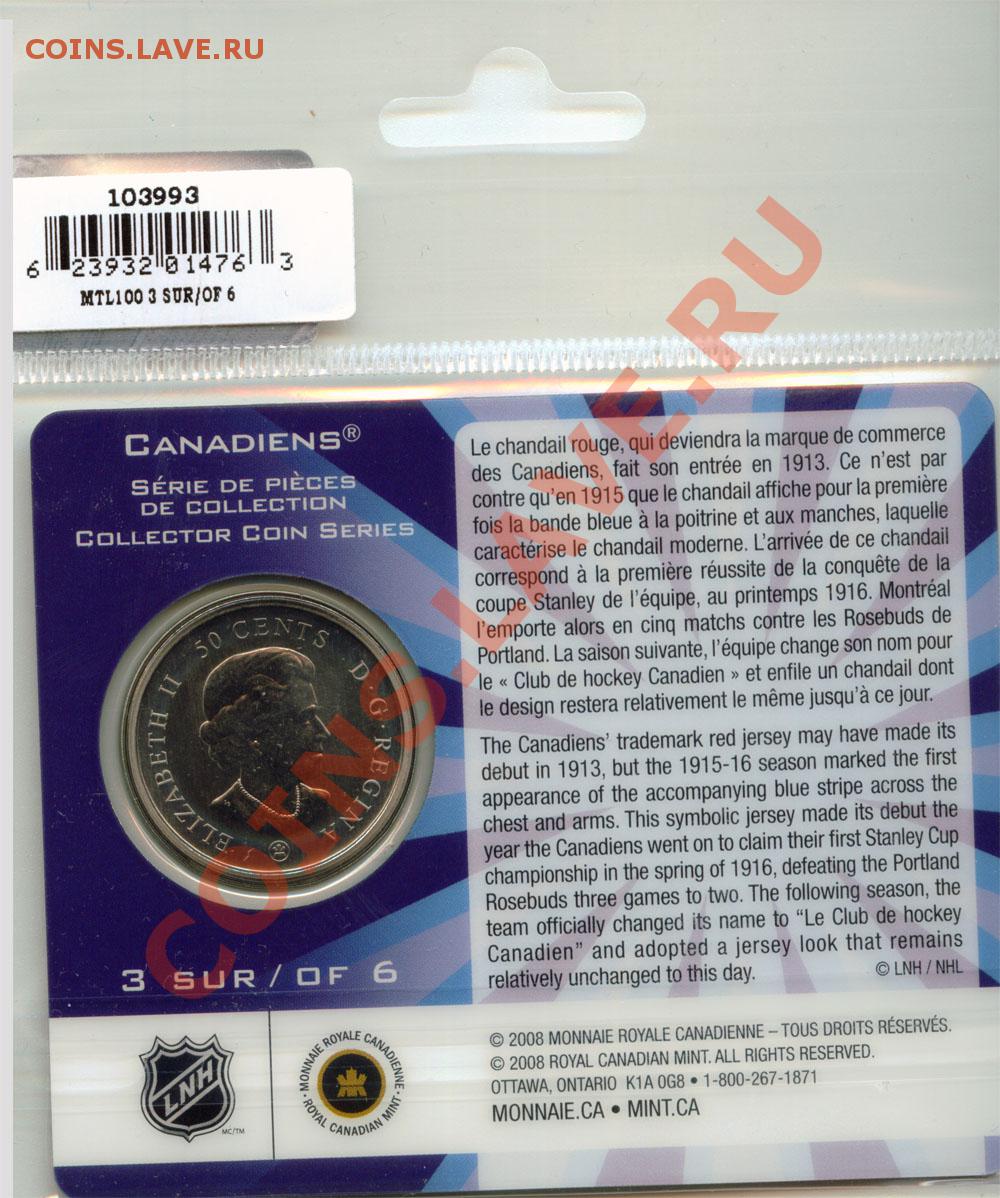 COINS.LAVE.RU
103993
6 23932 01476 3
MTL100 3 SUR/OF 6
CANADIENS®
SÉRIE DE PIÈCES
DE COLLECTION
COLLECTOR COIN SERIES
50 CENTS
ELIZABETH II
D·G·REGINA
3 SUR / OF 6
Le chandail rouge, qui deviendra la marque de commerce
des Canadiens, fait son entrée en 1913. Ce n'est par
contre qu'en 1915 que le chandail affiche pour la première
fois la bande bleue à la poitrine et aux manches, laquelle
caractérise le chandail moderne. L'arrivée de ce chandail
correspond à la première réussite de la conquête de la
coupe Stanley de l'équipe, au printemps 1916. Montréal
l'emporte alors en cinq matchs contre les Rosebuds de
Portland. La saison suivante, l'équipe change son nom pour
le « Club de hockey Canadien » et enfile un chandail dont
le design restera relativement le même jusqu'à ce jour.
The Canadiens' trademark red jersey may have made its
debut in 1913, but the 1915-16 season marked the first
appearance of the accompanying blue stripe across the
chest and arms. This symbolic jersey made its debut the
year the Canadiens went on to claim their first Stanley Cup
championship in the spring of 1916, defeating the Portland
Rosebuds three games to two. The following season, the
team officially changed its name to “Le Club de hockey
Canadien” and adopted a jersey look that remains
relatively unchanged to this day.
© LNH / NHL
LNH
MC/TM
MONNAIE ROYALE CANADIENNE
ROYAL CANADIAN MINT
© 2008 MONNAIE ROYALE CANADIENNE – TOUS DROITS RÉSERVÉS.
© 2008 ROYAL CANADIAN MINT. ALL RIGHTS RESERVED.
OTTAWA, ONTARIO K1A 0G8 • 1-800-267-1871
MONNAIE.CA • MINT.CA
COINS.LAVE.RU